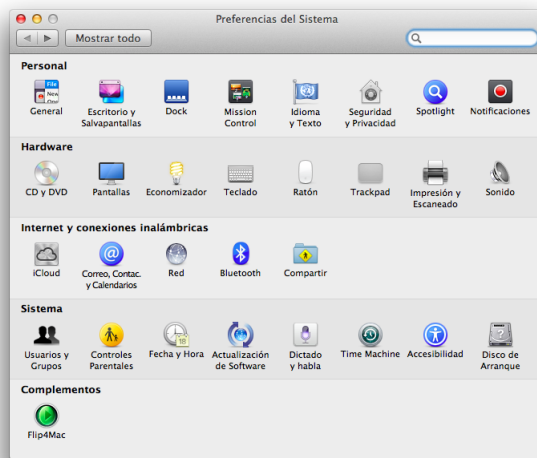 Preferencias del Sistema
Mostrar todo
Personal
General
Escritorio y
Salvapantallas
Dock
Mission
Control
Idioma
y Texto
Seguridad
y Privacidad
Spotlight
Notificaciones
Hardware
CD y DVD
Pantallas
Economizador
Teclado
Ratón
Trackpad
Impresión y
Escaneado
Sonido
Internet y conexiones inalámbricas
iCloud
Correo, Contac.
y Calendarios
Red
Bluetooth
Compartir
Sistema
Usuarios y
Grupos
Controles
Parentales
Fecha y Hora
18
Actualización
de Software
Dictado
y habla
Time Machine
Accesibilidad
Disco de
Arranque
Complementos
Flip4Mac